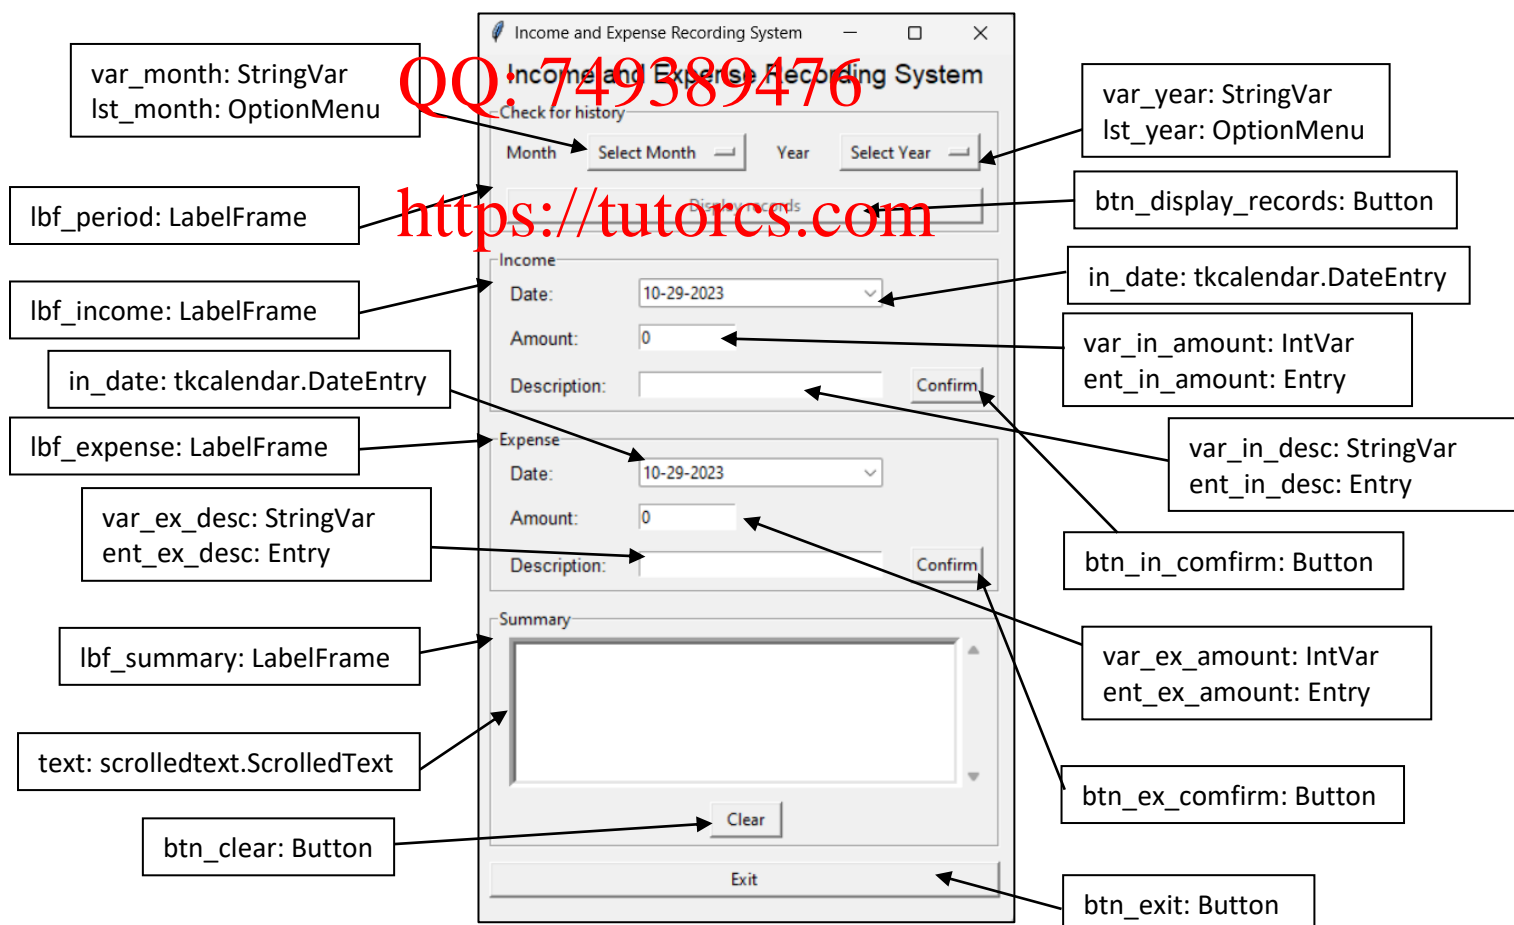 Income and Expense Recording System
Income and Expense Recording System
QQ: 749389476
var_month: StringVar
lst_month: OptionMenu
var_year: StringVar
lst_year: OptionMenu
Check for history
Month
Select Month
Year
Select Year
lbf_period: LabelFrame
https://tutorcs.com
Display records
btn_display_records: Button
Income
lbf_income: LabelFrame
Date:
10-29-2023
in_date: tkcalendar.DateEntry
Amount:
0
var_in_amount: IntVar
ent_in_amount: Entry
in_date: tkcalendar.DateEntry
Description:
Confirm
lbf_expense: LabelFrame
Expense
var_in_desc: StringVar
ent_in_desc: Entry
Date:
10-29-2023
var_ex_desc: StringVar
ent_ex_desc: Entry
Amount:
0
Description:
Confirm
btn_in_comfirm: Button
Summary
lbf_summary: LabelFrame
var_ex_amount: IntVar
ent_ex_amount: Entry
text: scrolledtext.ScrolledText
btn_ex_comfirm: Button
Clear
btn_clear: Button
Exit
btn_exit: Button